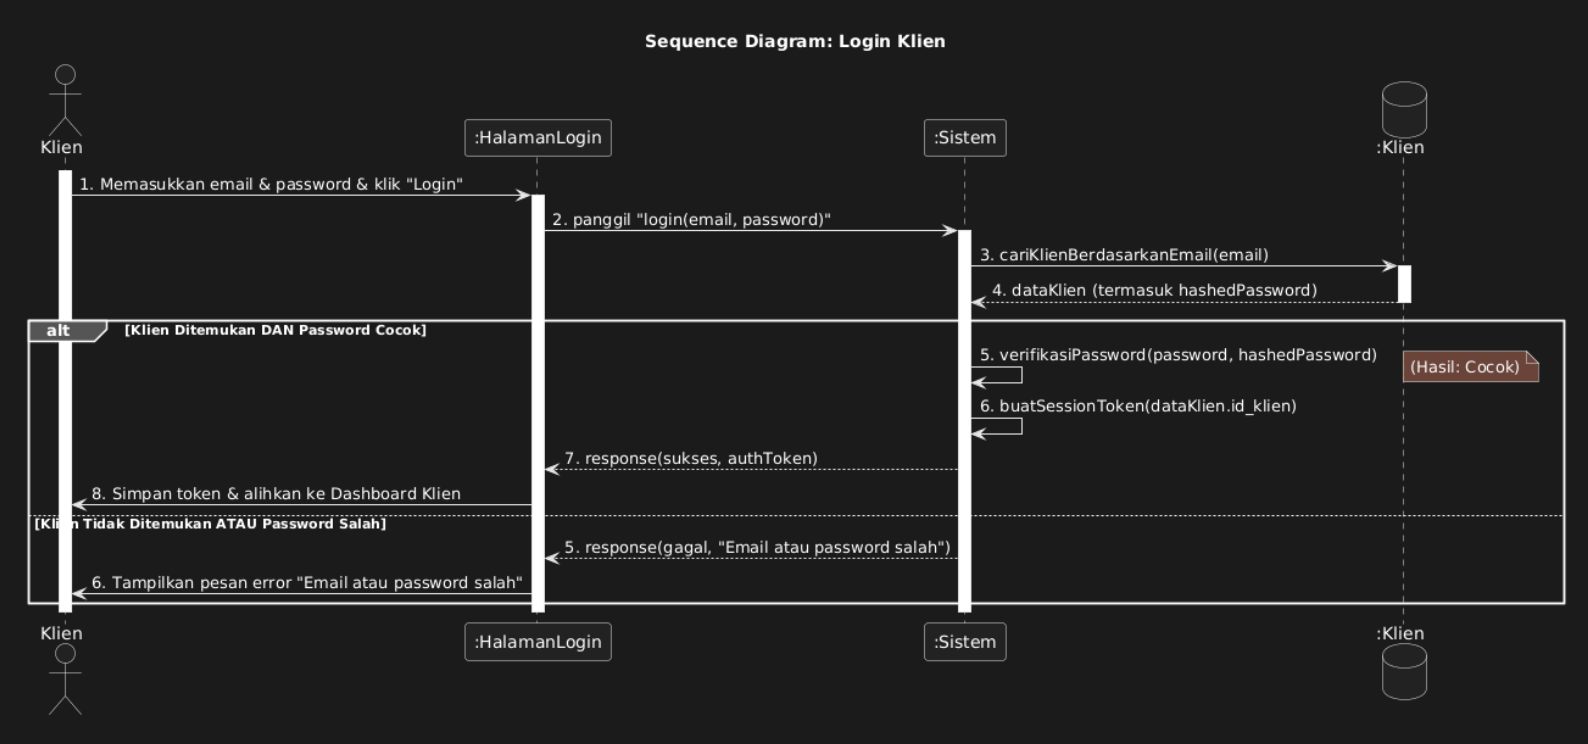 Sequence Diagram: Login Klien
Klien
:HalamanLogin
:Sistem
:Klien
1. Memasukkan email & password & klik "Login"
2. panggil "login(email, password)"
3. cariKlienBerdasarkanEmail(email)
4. dataKlien (termasuk hashedPassword)
alt
[Klien Ditemukan DAN Password Cocok]
5. verifikasiPassword(password, hashedPassword)
(Hasil: Cocok)
6. buatSessionToken(dataKlien.id_klien)
7. response(sukses, authToken)
8. Simpan token & alihkan ke Dashboard Klien
[Klien Tidak Ditemukan ATAU Password Salah]
5. response(gagal, "Email atau password salah")
6. Tampilkan pesan error "Email atau password salah"
Klien
:HalamanLogin
:Sistem
:Klien